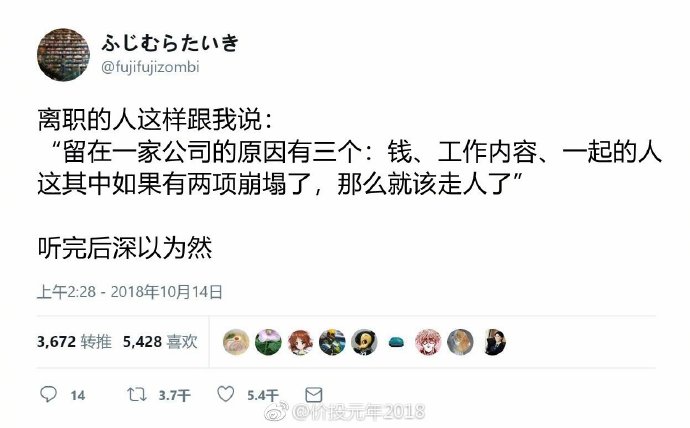 ふじむらたいき
@fujifujizombi
离职的人这样跟我说：
“留在一家公司的原因有三个：钱、工作内容、一起的人
这其中如果有两项崩塌了，那么就该走人了”
听完后深以为然
上午2:28 - 2018年10月14日
3,672 转推 5,428 喜欢
14 3.7千 5.4千
@价投元年2018